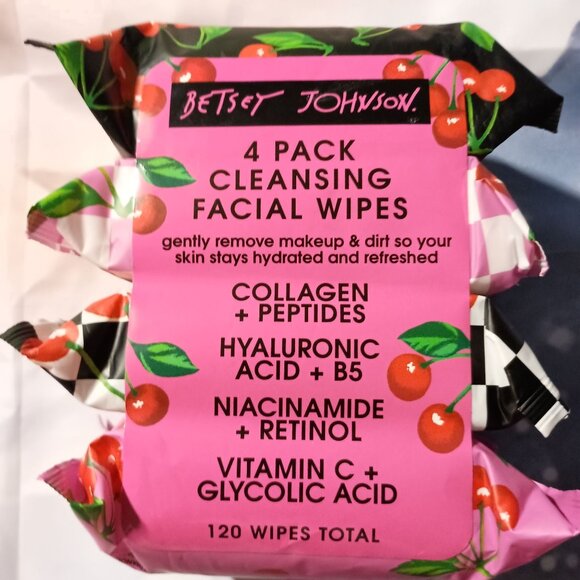 BETSEY JOHNSON.
4 PACK
CLEANSING
FACIAL WIPES
gently remove makeup & dirt so your
skin stays hydrated and refreshed
COLLAGEN
+ PEPTIDES
HYALURONIC
ACID + B5
NIACINAMIDE
+ RETINOL
VITAMIN C +
GLYCOLIC ACID
120 WIPES TOTAL